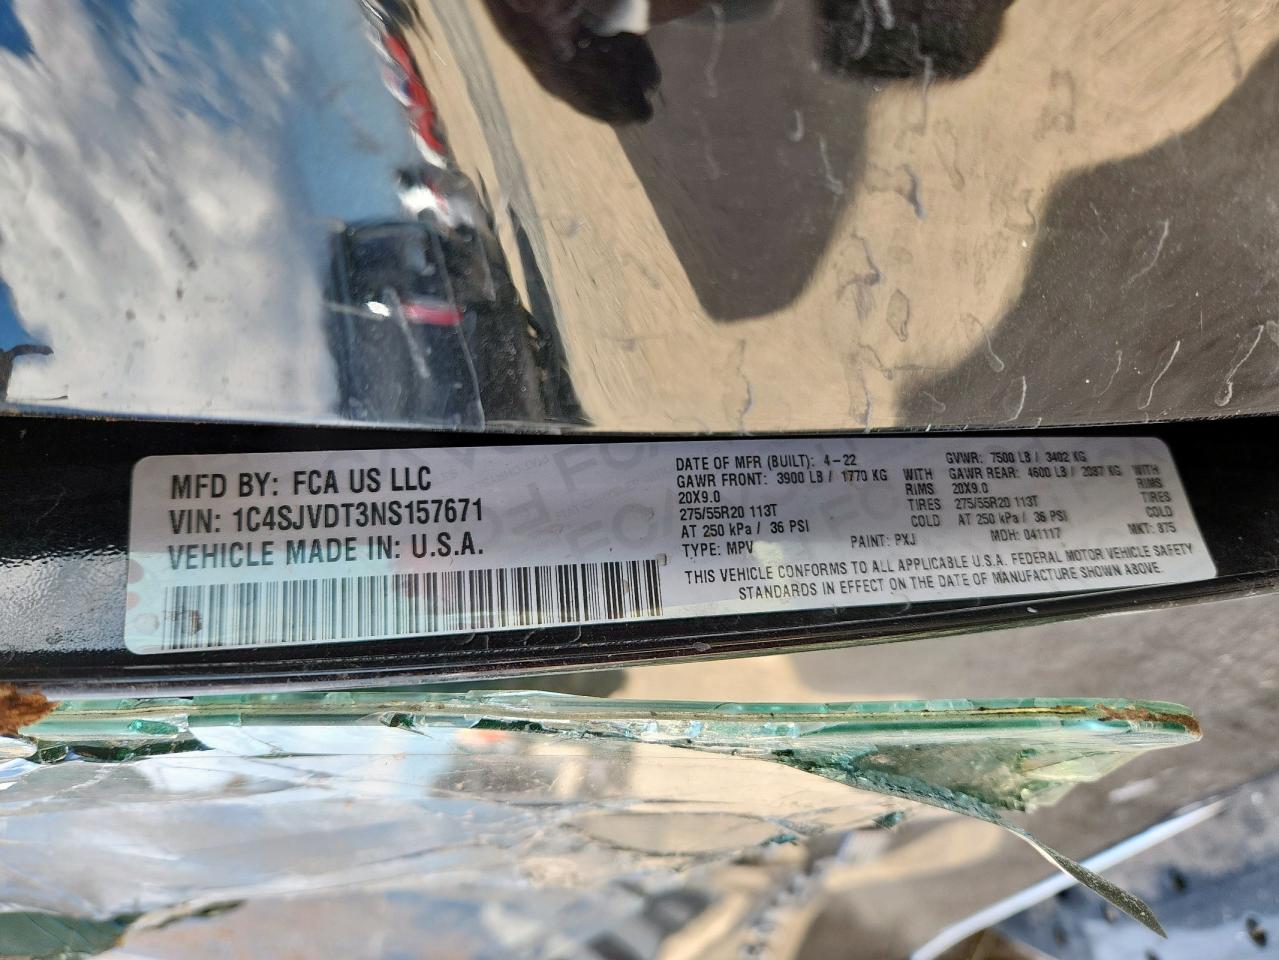 MFD BY: FCA US LLC
VIN: 1C4SJVDT3NS157671
VEHICLE MADE IN: U.S.A.
DATE OF MFR (BUILT): 4-22 GVWR: 7500 LB / 3402 KG
GAWR FRONT: 3900 LB / 1770 KG WITH GAWR REAR: 4600 LB / 2087 KG WITH
20X9.0 RIMS 20X9.0 RIMS
275/55R20 113T TIRES 275/55R20 113T TIRES
AT 250 kPa / 36 PSI COLD AT 250 kPa / 36 PSI COLD
TYPE: MPV PAINT: PXJ MDH: 041117 MKT: 875
THIS VEHICLE CONFORMS TO ALL APPLICABLE U.S.A. FEDERAL MOTOR VEHICLE SAFETY
STANDARDS IN EFFECT ON THE DATE OF MANUFACTURE SHOWN ABOVE.